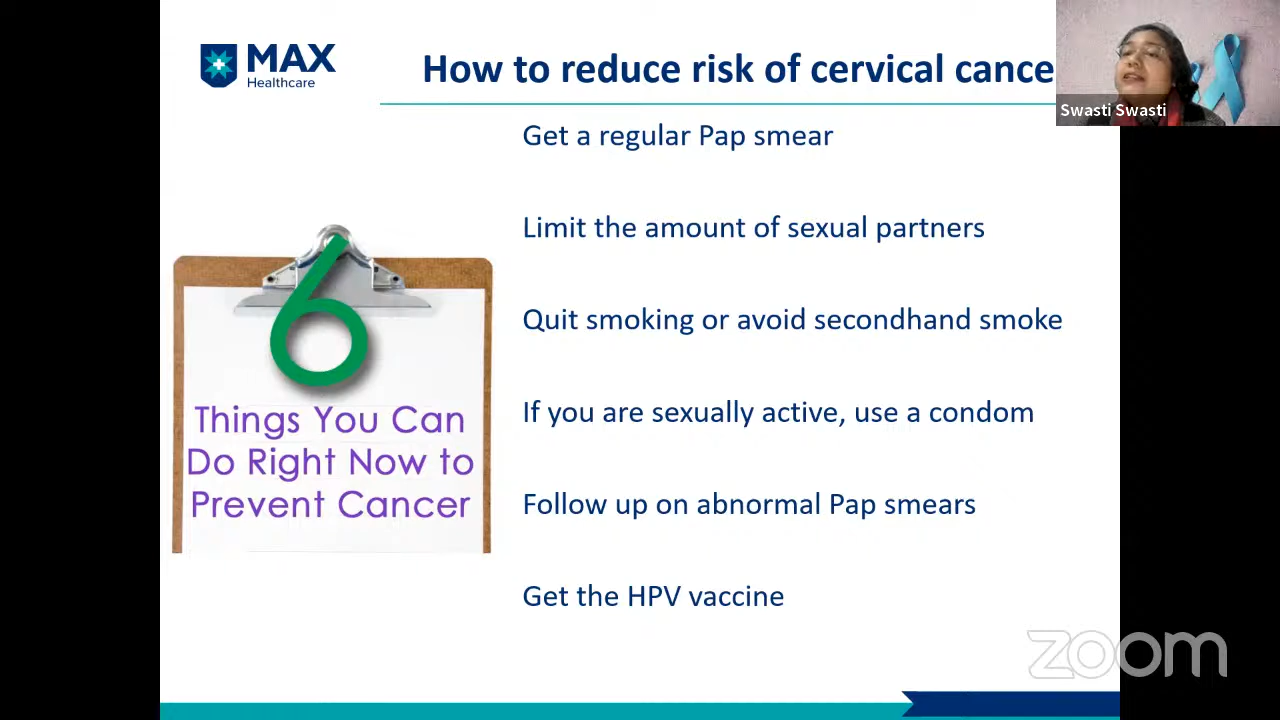 MAX
Healthcare
How to reduce risk of cervical cance
Swasti Swasti
Get a regular Pap smear
Limit the amount of sexual partners
Quit smoking or avoid secondhand smoke
If you are sexually active, use a condom
Follow up on abnormal Pap smears
Get the HPV vaccine
6
Things You Can
Do Right Now to
Prevent Cancer
zoom